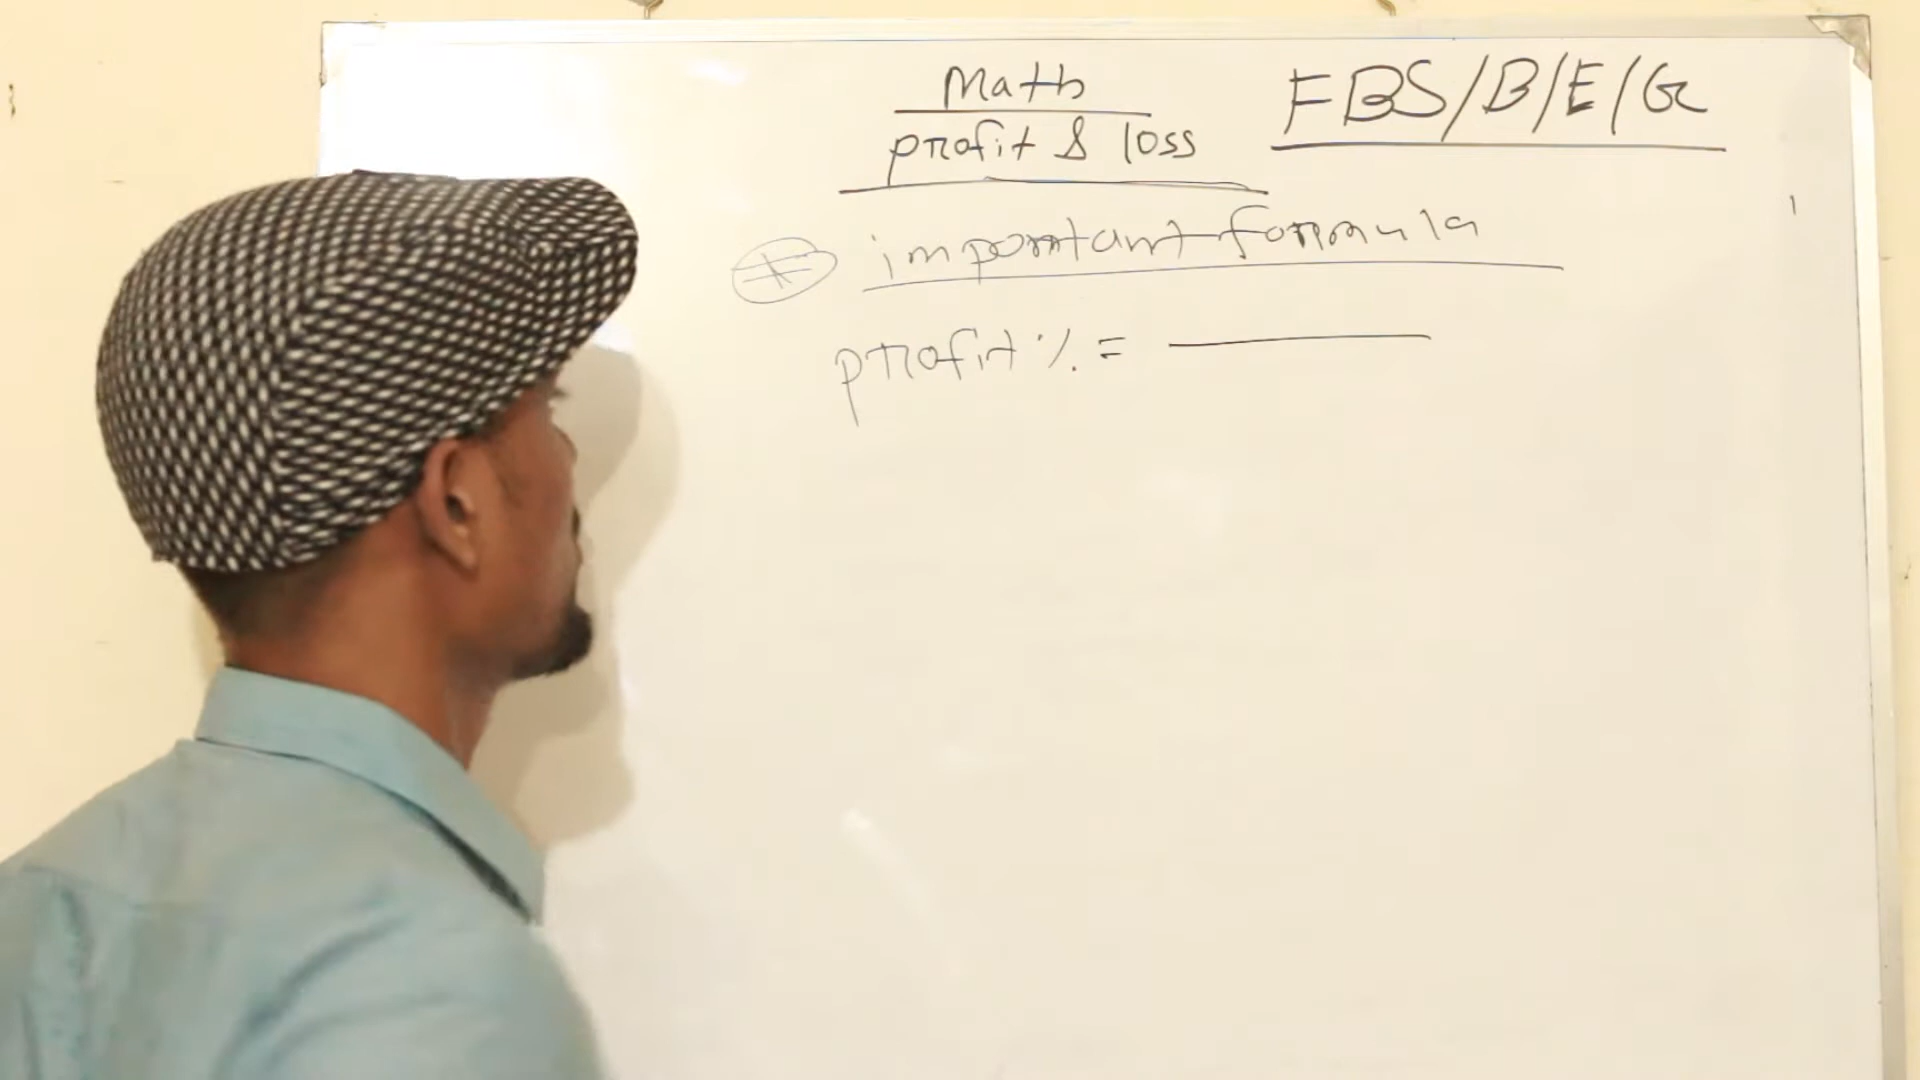 Math
FBS/B/E/G
profit & loss
* important formula
profit % =